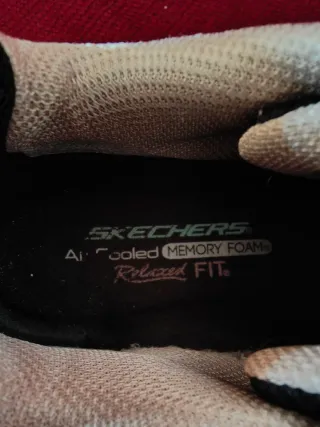 SKECHERS
Air Cooled MEMORY FOAM
Relaxed FIT®